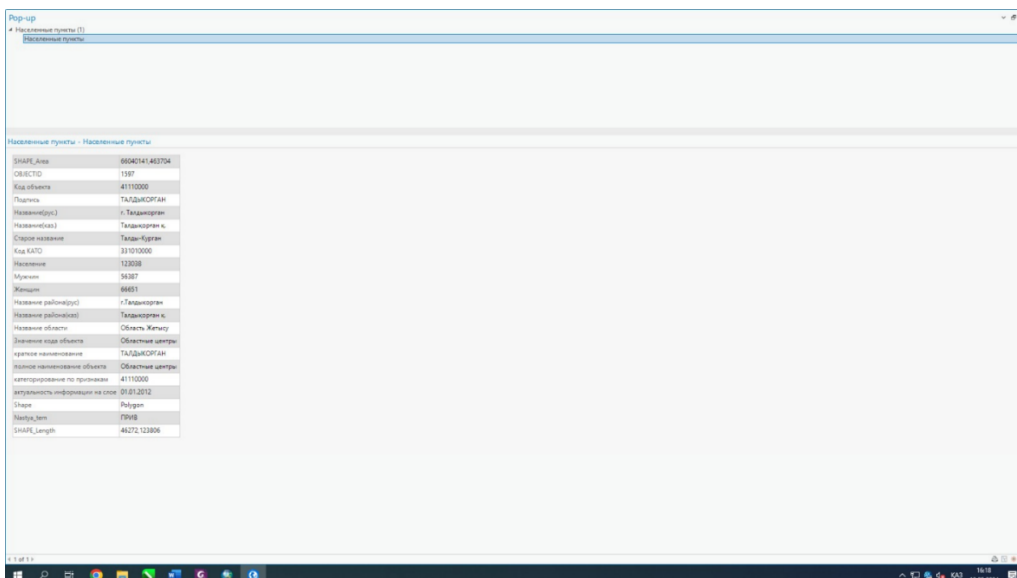 Pop-up
Населенные пункты (1)
Населенные пункты
Населенные пункты - Населенные пункты
SHAPE_Area 66040141,463704
OBJECTID 1597
Код объекта 41110000
Подпись ТАЛДЫКОРГАН
Название(рус.) г. Талдыкорган
Название(каз.) Талдықорған қ.
Старое название Талды-Курган
Код КАТО 331010000
Население 123038
Мужчин 56387
Женщин 66651
Название района(рус) г.Талдыкорган
Название района(каз) Талдықорған қ.
Название области Область Жетысу
Значение кода объекта Областные центры
краткое наименование ТАЛДЫКОРГАН
полное наименование объекта Областные центры
категорирование по признакам 41110000
актуальность информации на слое 01.01.2012
Shape Polygon
Nastya_tem ПРИВ
SHAPE_Length 46272,123806
1 of 1
КАЗ 16:18